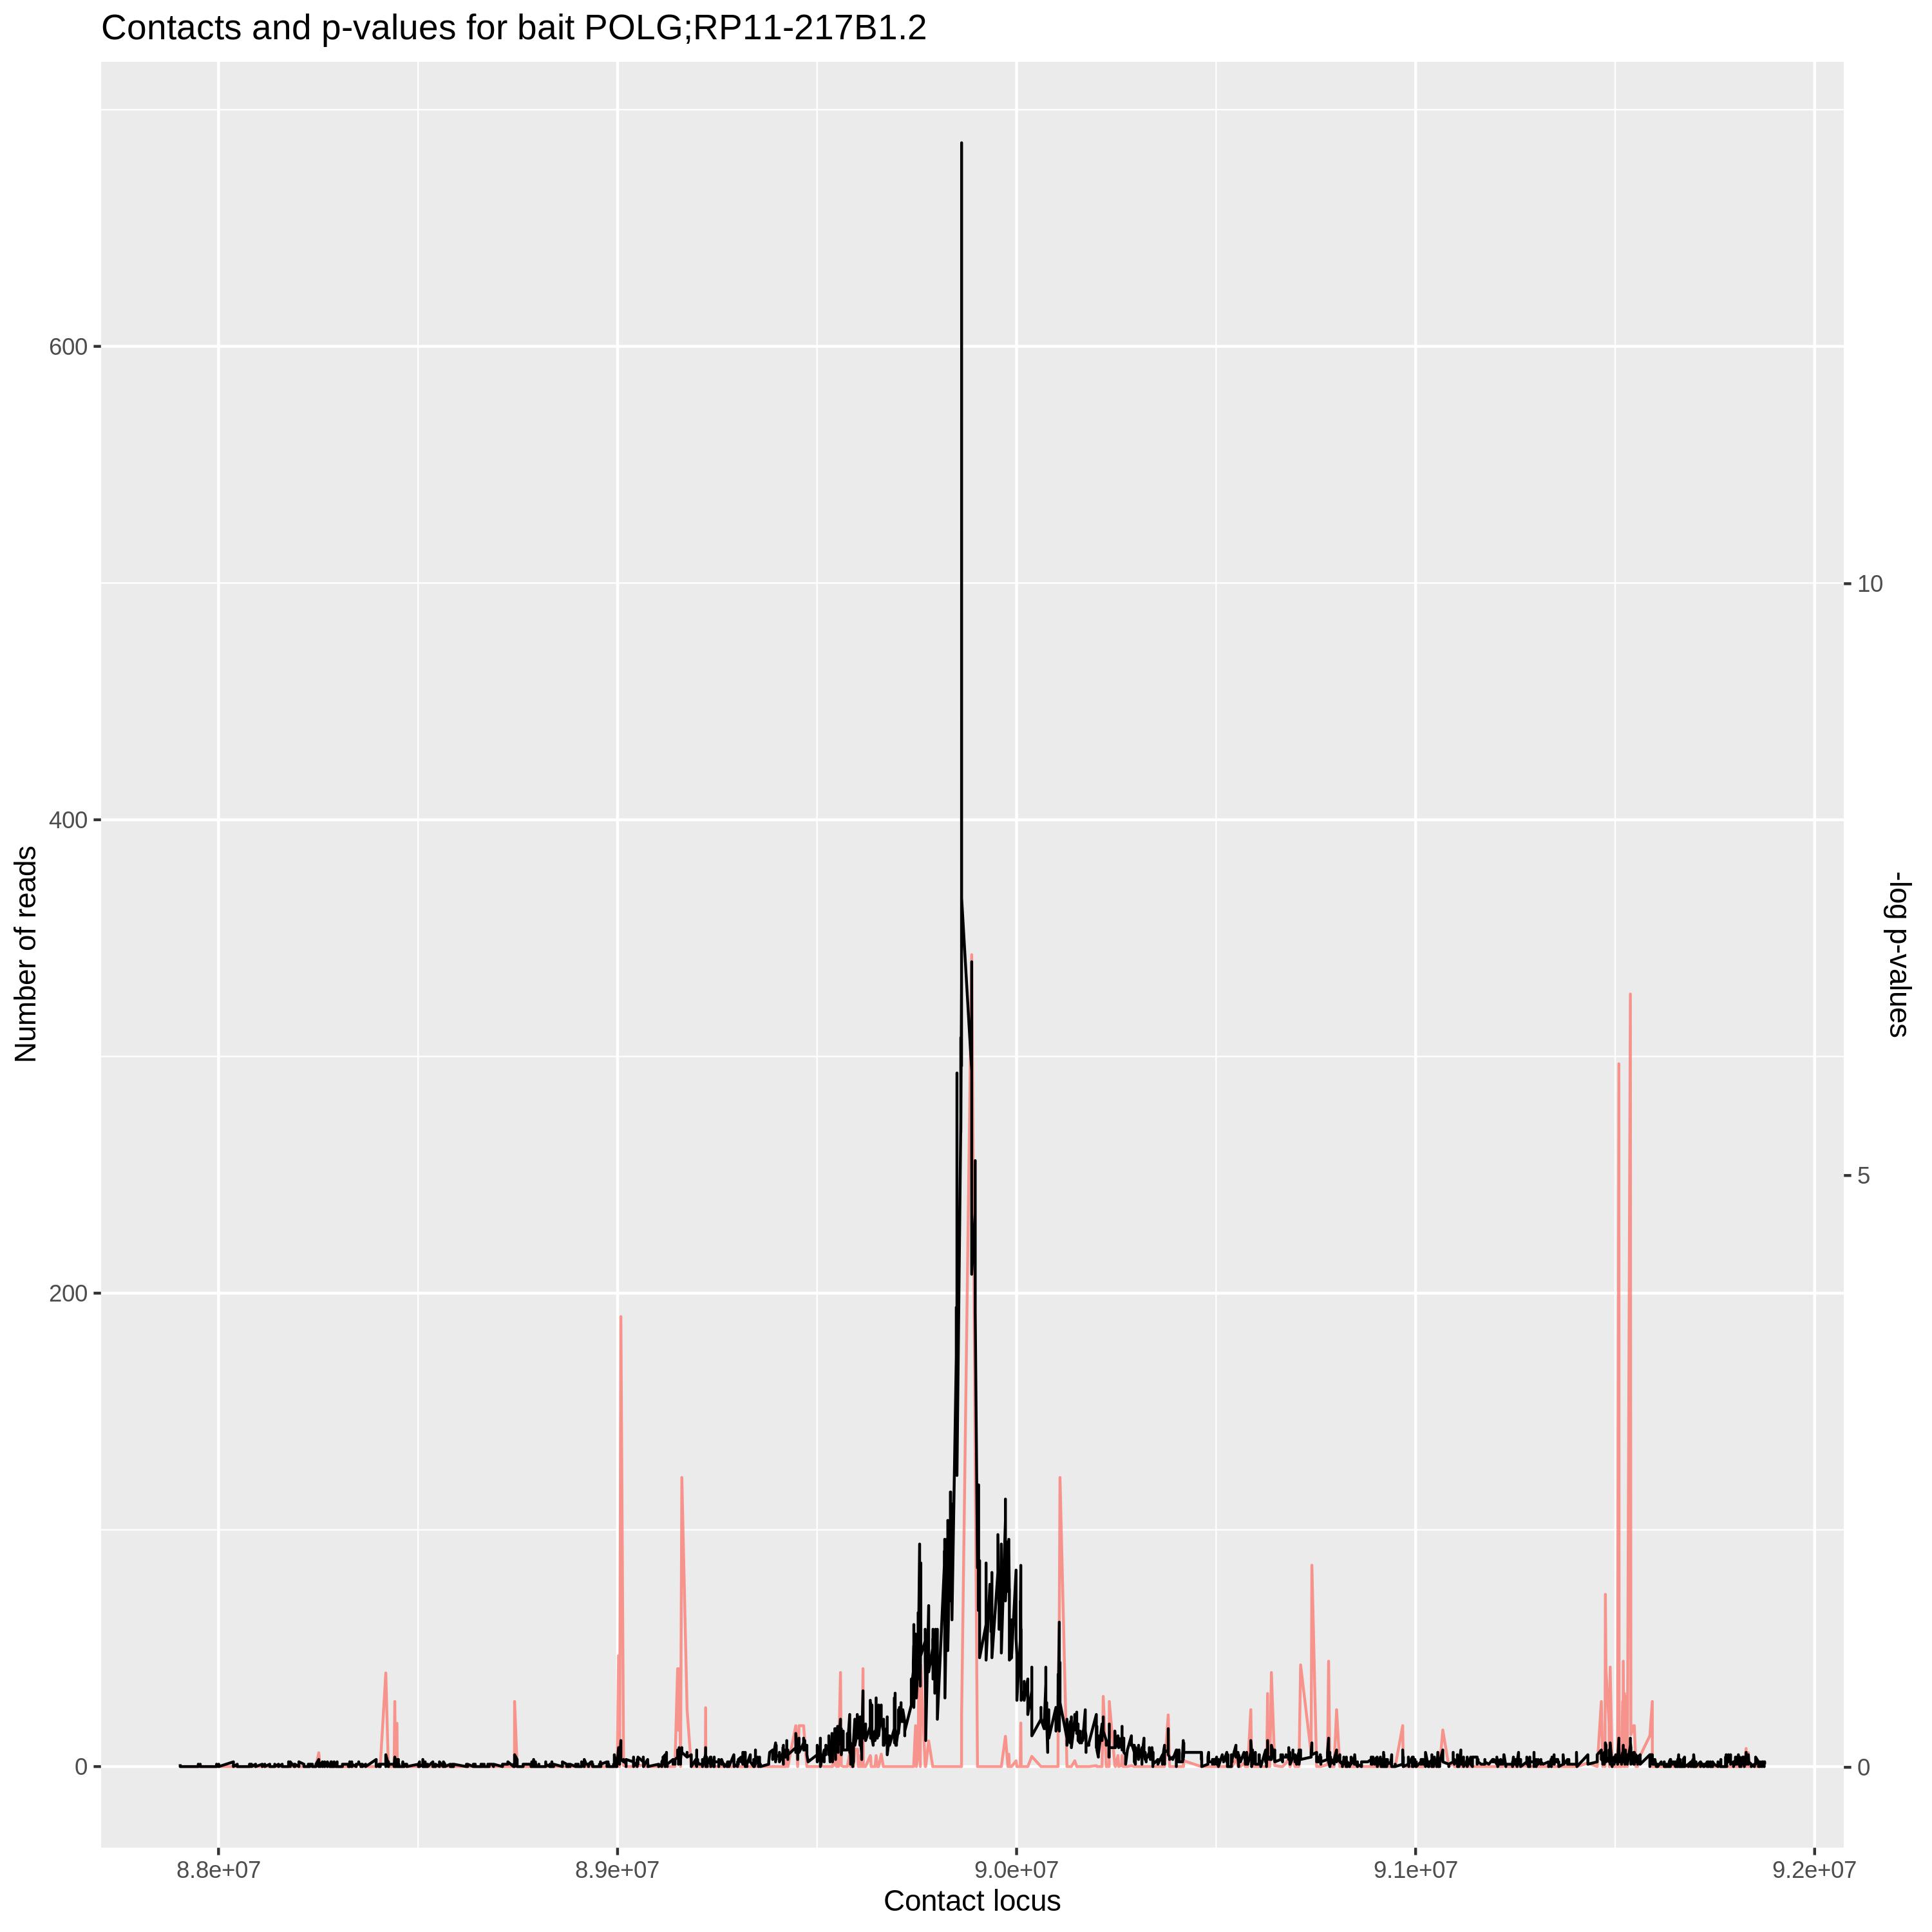 Contacts and p-values for bait POLG;RP11-217B1.2
600
400
200
0
Number of reads
10
5
0
-log p-values
8.8e+07 8.9e+07 9.0e+07 9.1e+07 9.2e+07
Contact locus